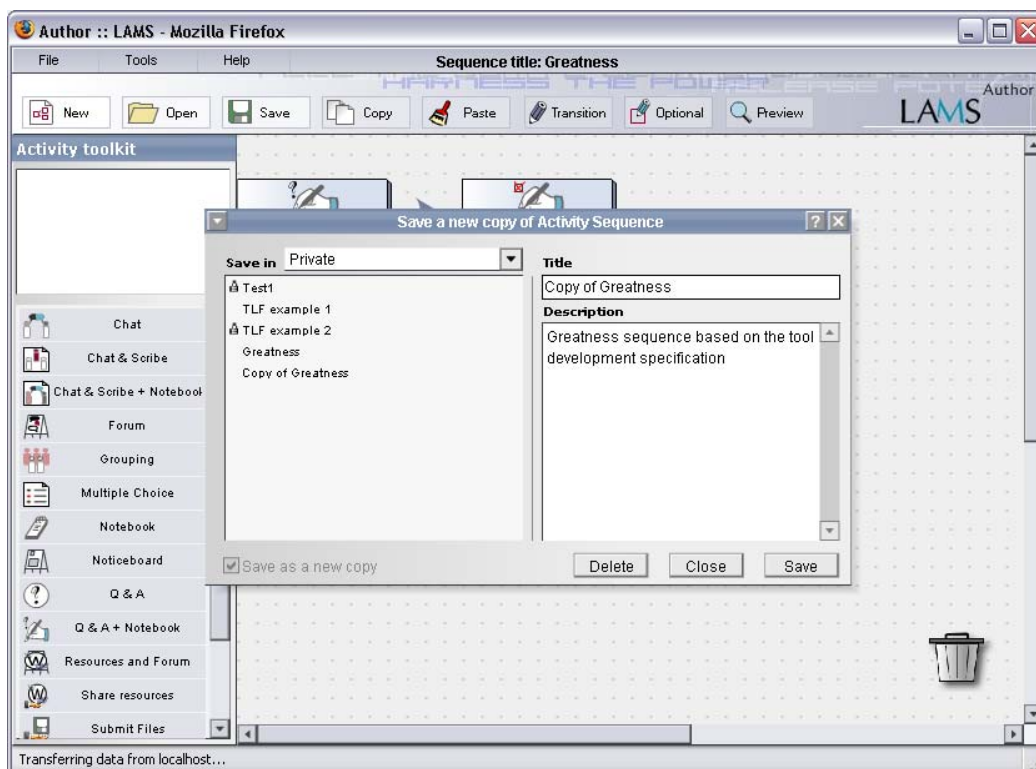 Author :: LAMS - Mozilla Firefox
File Tools Help Sequence title: Greatness
HARNESS THE POWER
Author
New Open Save Copy Paste Transition Optional Preview LAMS
Activity toolkit
Save a new copy of Activity Sequence
Save in Private
Title
Test1
Copy of Greatness
TLF example 1
Description
TLF example 2
Greatness sequence based on the tool
Greatness
development specification
Copy of Greatness
Chat
Chat & Scribe
Chat & Scribe + Notebook
Forum
Grouping
Multiple Choice
Notebook
Noticeboard
Save as a new copy Delete Close Save
Q & A
Q & A + Notebook
Resources and Forum
Share resources
Submit Files
Transferring data from localhost...